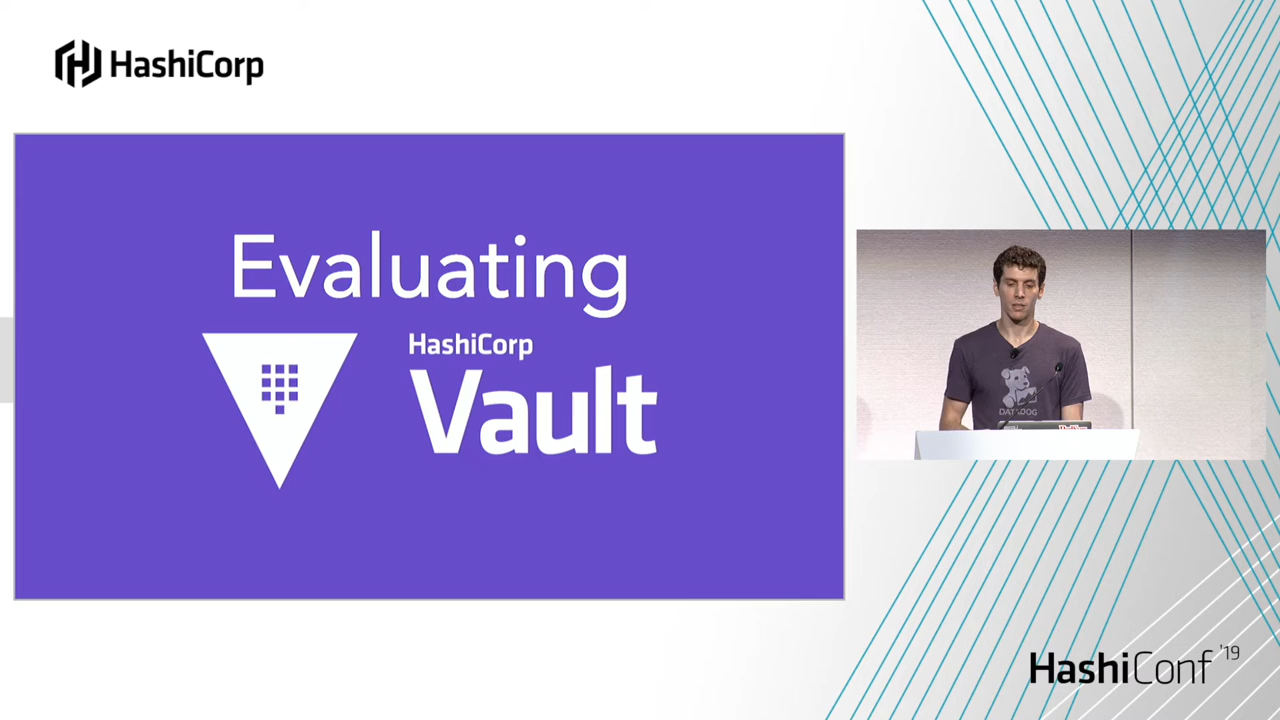 HashiCorp
Evaluating
HashiCorp
Vault
DATADOG
HashiConf '19